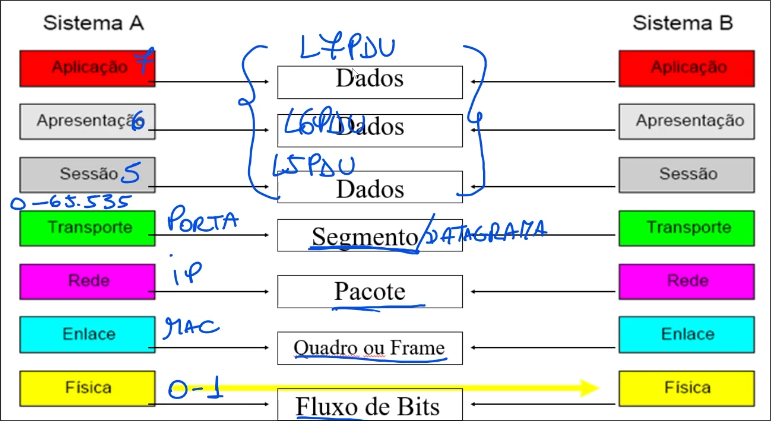 Sistema A
Sistema B
L7PDU
Aplicação 7
Dados
Aplicação
Apresentação 6
L6PDU Dados
Apresentação
Sessão 5
L5PDU
Dados
Sessão
0-65.535
Transporte
PORTA
Segmento/DATAGRAMA
Transporte
Rede
iP
Pacote
Rede
Enlace
MAC
Quadro ou Frame
Enlace
Física
0-1
Fluxo de Bits
Física